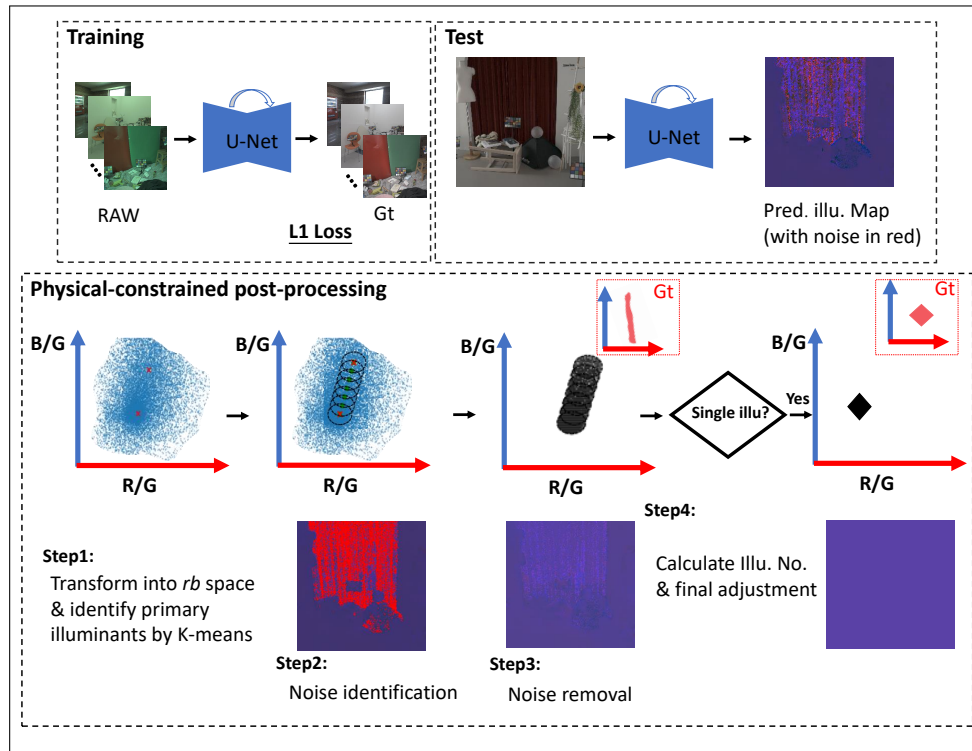 Training
U-Net
RAW
Gt
L1 Loss
Test
U-Net
Pred. illu. Map
(with noise in red)
Physical-constrained post-processing
B/G
R/G
B/G
R/G
Gt
B/G
R/G
Single illu?
Yes
Gt
B/G
R/G
Step1:
Transform into rb space
& identify primary
illuminants by K-means
Step2:
Noise identification
Step3:
Noise removal
Step4:
Calculate Illu. No.
& final adjustment